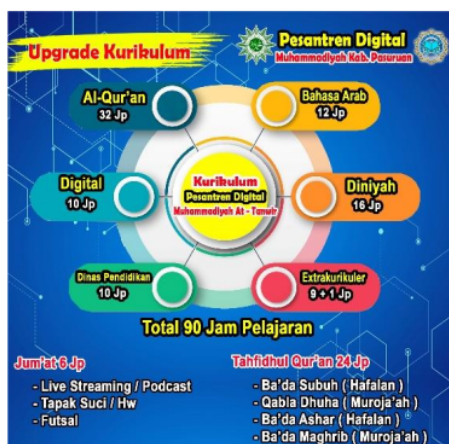 Upgrade Kurikulum
Pesantren Digital
Muhammadiyah Kab. Pasuruan
Al-Qur'an
32 Jp
Bahasa Arab
12 Jp
Digital
10 Jp
Kurikulum
Pesantren Digital
Muhammadiyah At - Tanwir
Diniyah
16 Jp
Dinas Pendidikan
10 Jp
Extrakurikuler
9 + 1 Jp
Total 90 Jam Pelajaran
Jum'at 6 Jp
- Live Streaming / Podcast
- Tapak Suci / Hw
- Futsal
Tahfidhul Qur'an 24 Jp
- Ba'da Subuh ( Hafalan )
- Qabla Dhuha ( Muroja'ah )
- Ba'da Ashar ( Hafalan )
- Ba'da Maghrib ( Muroja'ah )